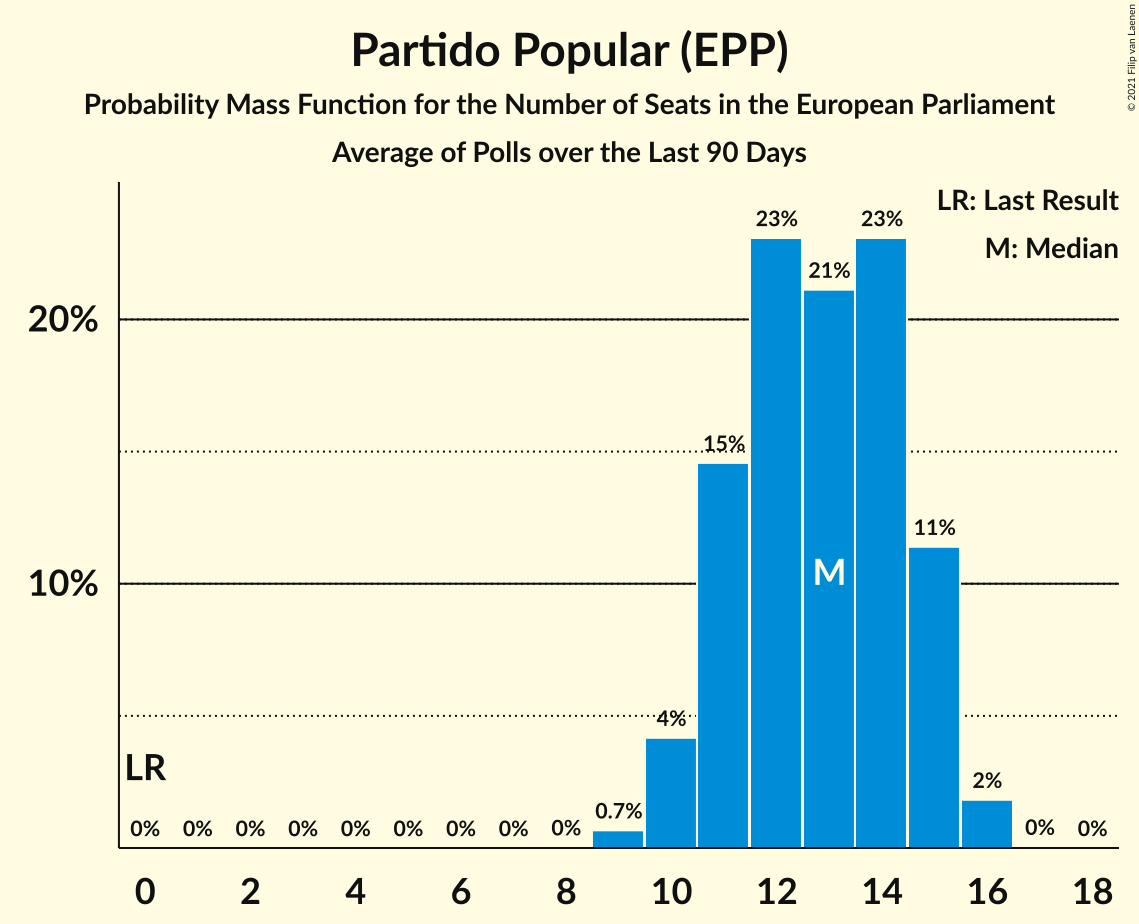 Partido Popular (EPP)
Probability Mass Function for the Number of Seats in the European Parliament
Average of Polls over the Last 90 Days
© 2021 Filip van Laenen
LR: Last Result
M: Median
23% 23%
21%
20%
15%
11%
10%
M
4%
LR
2%
0.7%
0% 0% 0% 0% 0% 0% 0% 0% 0% 0% 0%
0 2 4 6 8 10 12 14 16 18